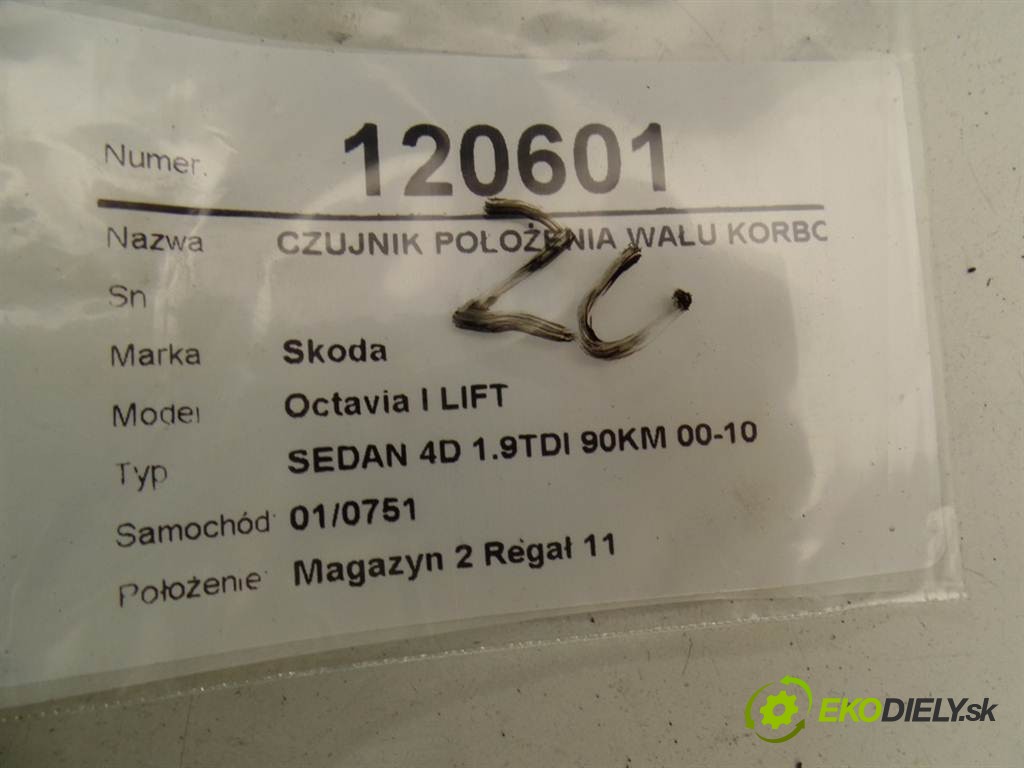 Numer. 120601
Nazwa CZUJNIK POŁOŻENIA WAŁU KORBO
Sn
Marka Skoda
Model Octavia I LIFT
Typ SEDAN 4D 1.9TDI 90KM 00-10
Samochód 01/0751
Położenie Magazyn 2 Regał 11
EKODIELY.sk